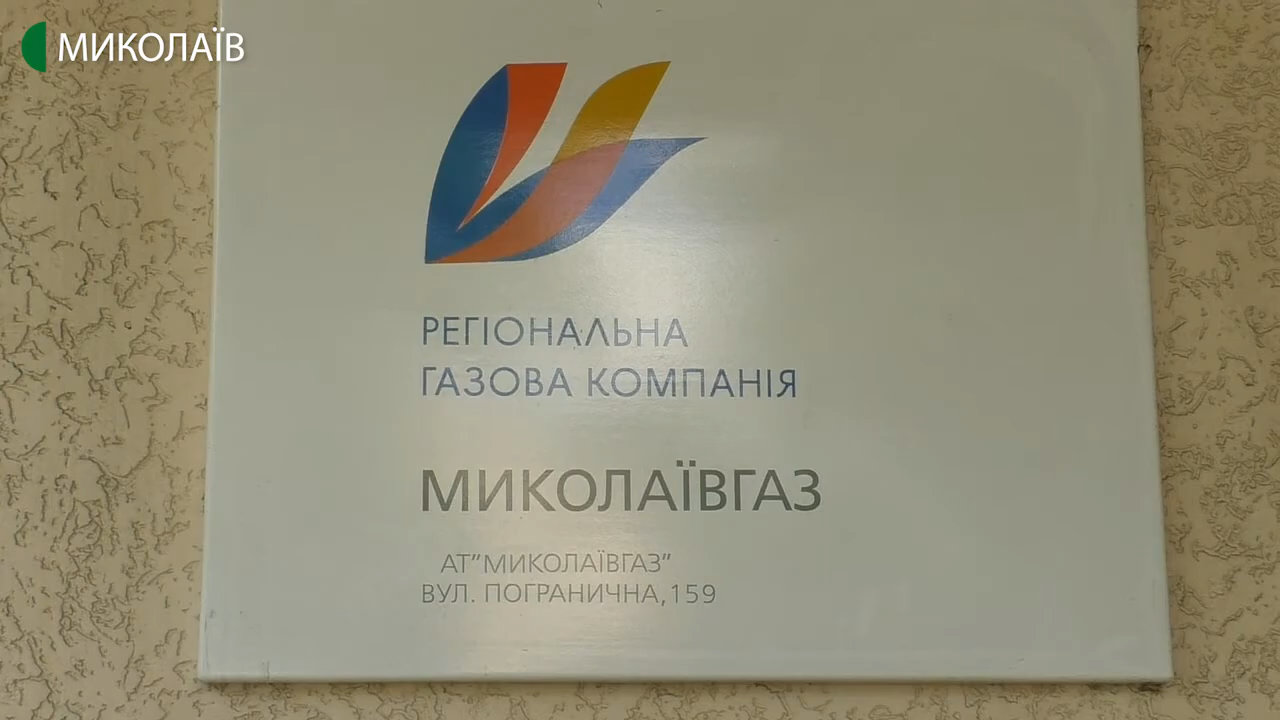 МИКОЛАЇВ
РЕГІОНАЛЬНА
ГАЗОВА КОМПАНІЯ
МИКОЛАЇВГАЗ
АТ"МИКОЛАЇВГАЗ"
ВУЛ. ПОГРАНИЧНА,159